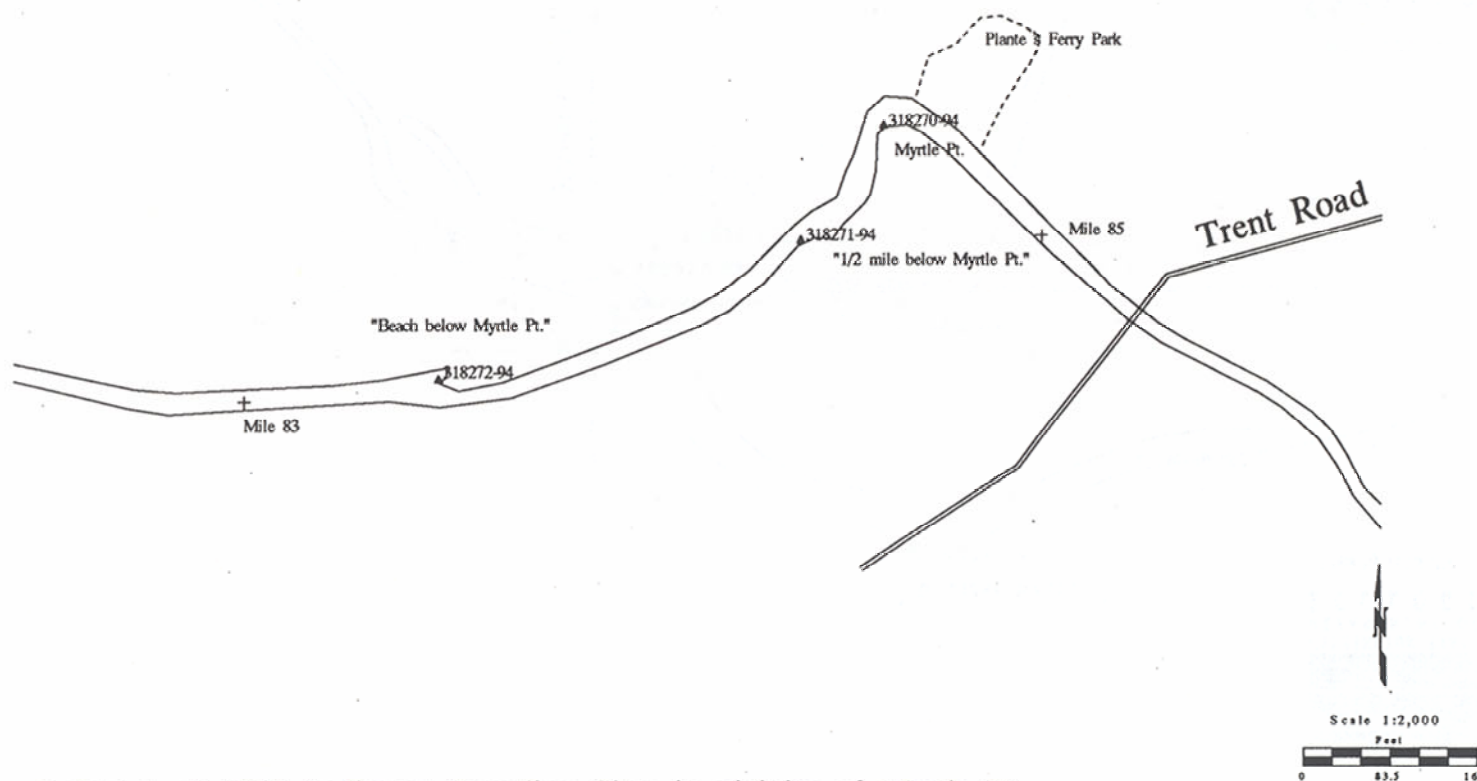 Plante s Ferry Park
318270-94
Myrtle Pt.
Trent Road
Mile 85
318271-94
"1/2 mile below Myrtle Pt."
"Beach below Myrtle Pt."
318272-94
Mile 83
N
Scale 1:2,000
Feet
0 83.5